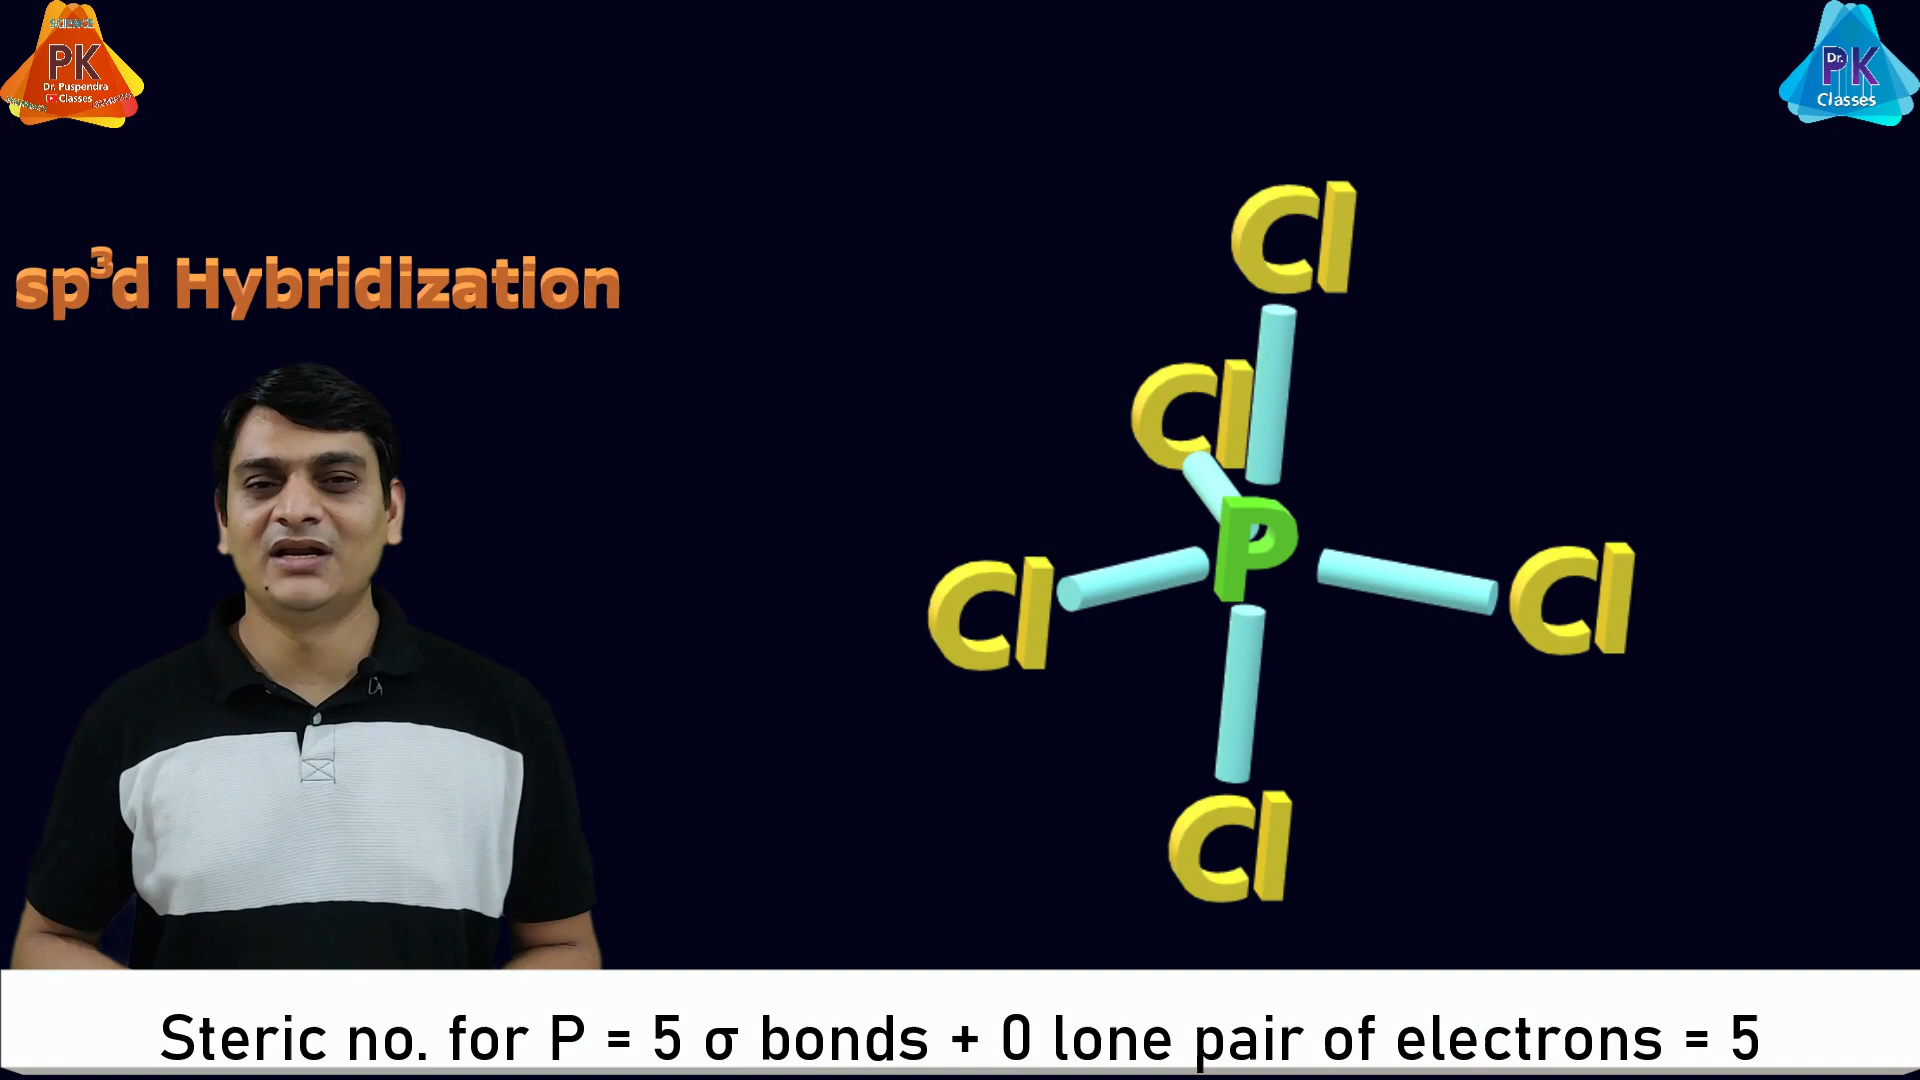 SCIENCE
PK
Dr. Puspendra
Classes
Dr.
PK
Classes
sp³d Hybridization
Cl
Cl
P
Cl
Cl
Cl
Steric no. for P = 5 σ bonds + 0 lone pair of electrons = 5